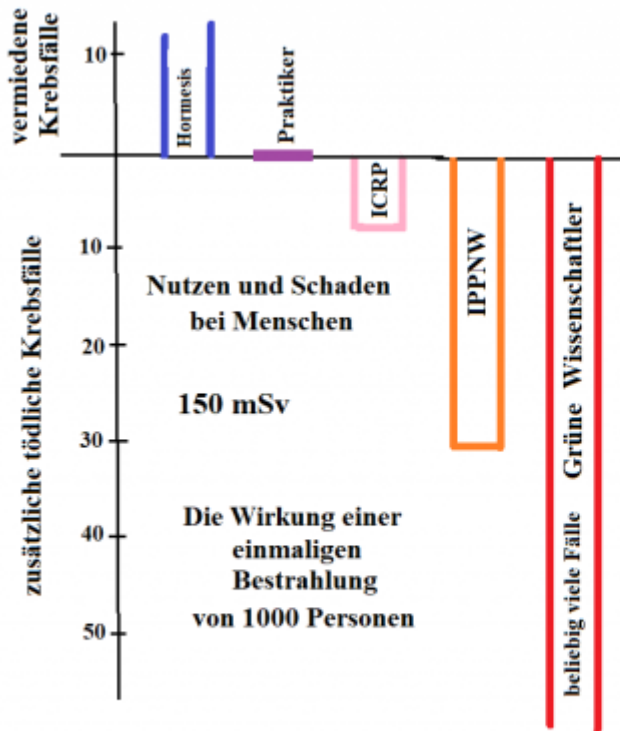 vermiedene
Krebsfälle
10
Hormesis
Praktiker
ICRP
IPPNW
Grüne Wissenschaftler
beliebig viele Fälle
zusätzliche tödliche Krebsfälle
10
20
30
40
50
Nutzen und Schaden
bei Menschen
150 mSv
Die Wirkung einer
einmaligen
Bestrahlung
von 1000 Personen